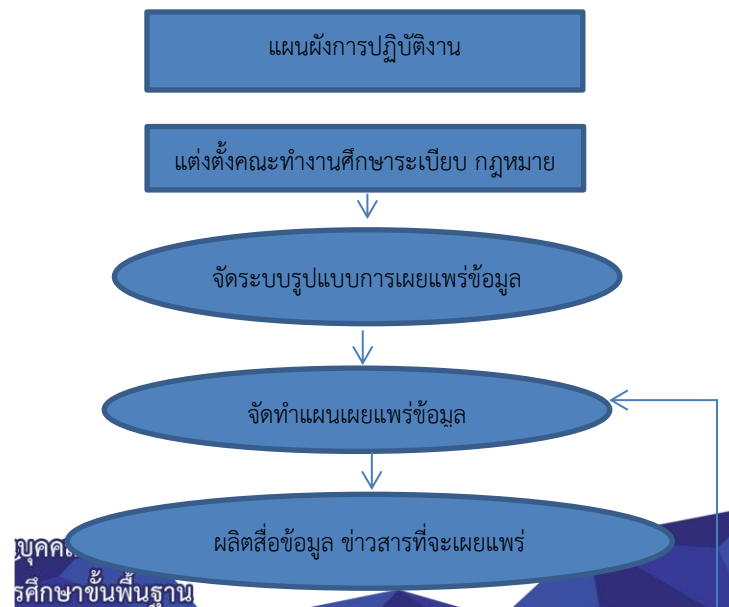 แผนผังการปฏิบัติงาน
แต่งตั้งคณะทำงานศึกษาระเบียบ กฎหมาย
จัดระบบรูปแบบการเผยแพร่ข้อมูล
จัดทำแผนเผยแพร่ข้อมูล
ผลิตสื่อข้อมูล ข่าวสารที่จะเผยแพร่
รศึกษาขั้นพื้นฐาน